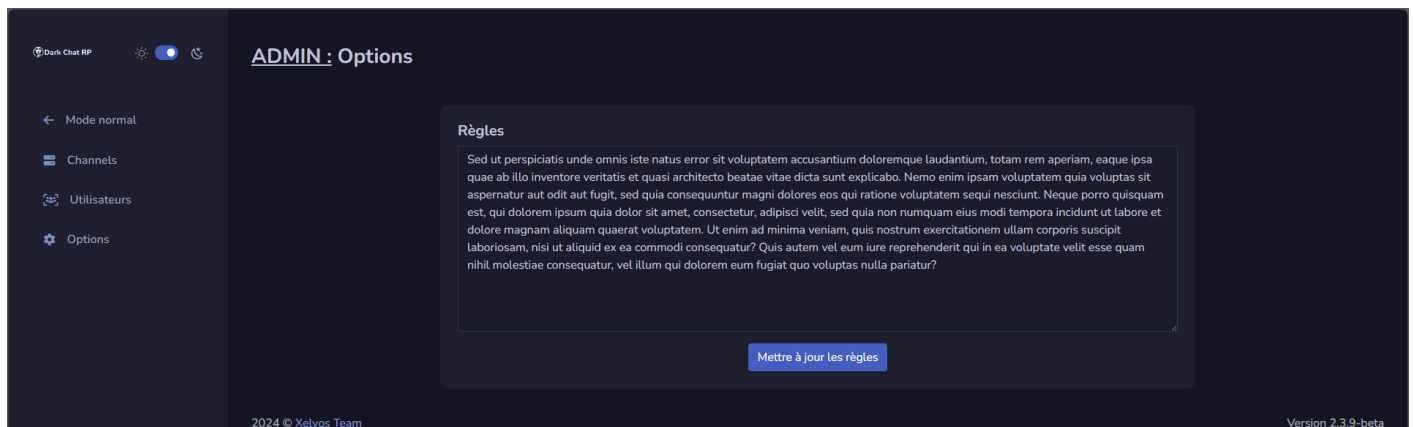 Dark Chat RP
ADMIN : Options
Mode normal
Channels
Utilisateurs
Options
Règles
Sed ut perspiciatis unde omnis iste natus error sit voluptatem accusantium doloremque laudantium, totam rem aperiam, eaque ipsa
quae ab illo inventore veritatis et quasi architecto beatae vitae dicta sunt explicabo. Nemo enim ipsam voluptatem quia voluptas sit
aspernatur aut odit aut fugit, sed quia consequuntur magni dolores eos qui ratione voluptatem sequi nesciunt. Neque porro quisquam
est, qui dolorem ipsum quia dolor sit amet, consectetur, adipisci velit, sed quia non numquam eius modi tempora incidunt ut labore et
dolore magnam aliquam quaerat voluptatem. Ut enim ad minima veniam, quis nostrum exercitationem ullam corporis suscipit
laboriosam, nisi ut aliquid ex ea commodi consequatur? Quis autem vel eum iure reprehenderit qui in ea voluptate velit esse quam
nihil molestiae consequatur, vel illum qui dolorem eum fugiat quo voluptas nulla pariatur?
Mettre à jour les règles
2024 © Xelyos Team
Version 2.3.9-beta